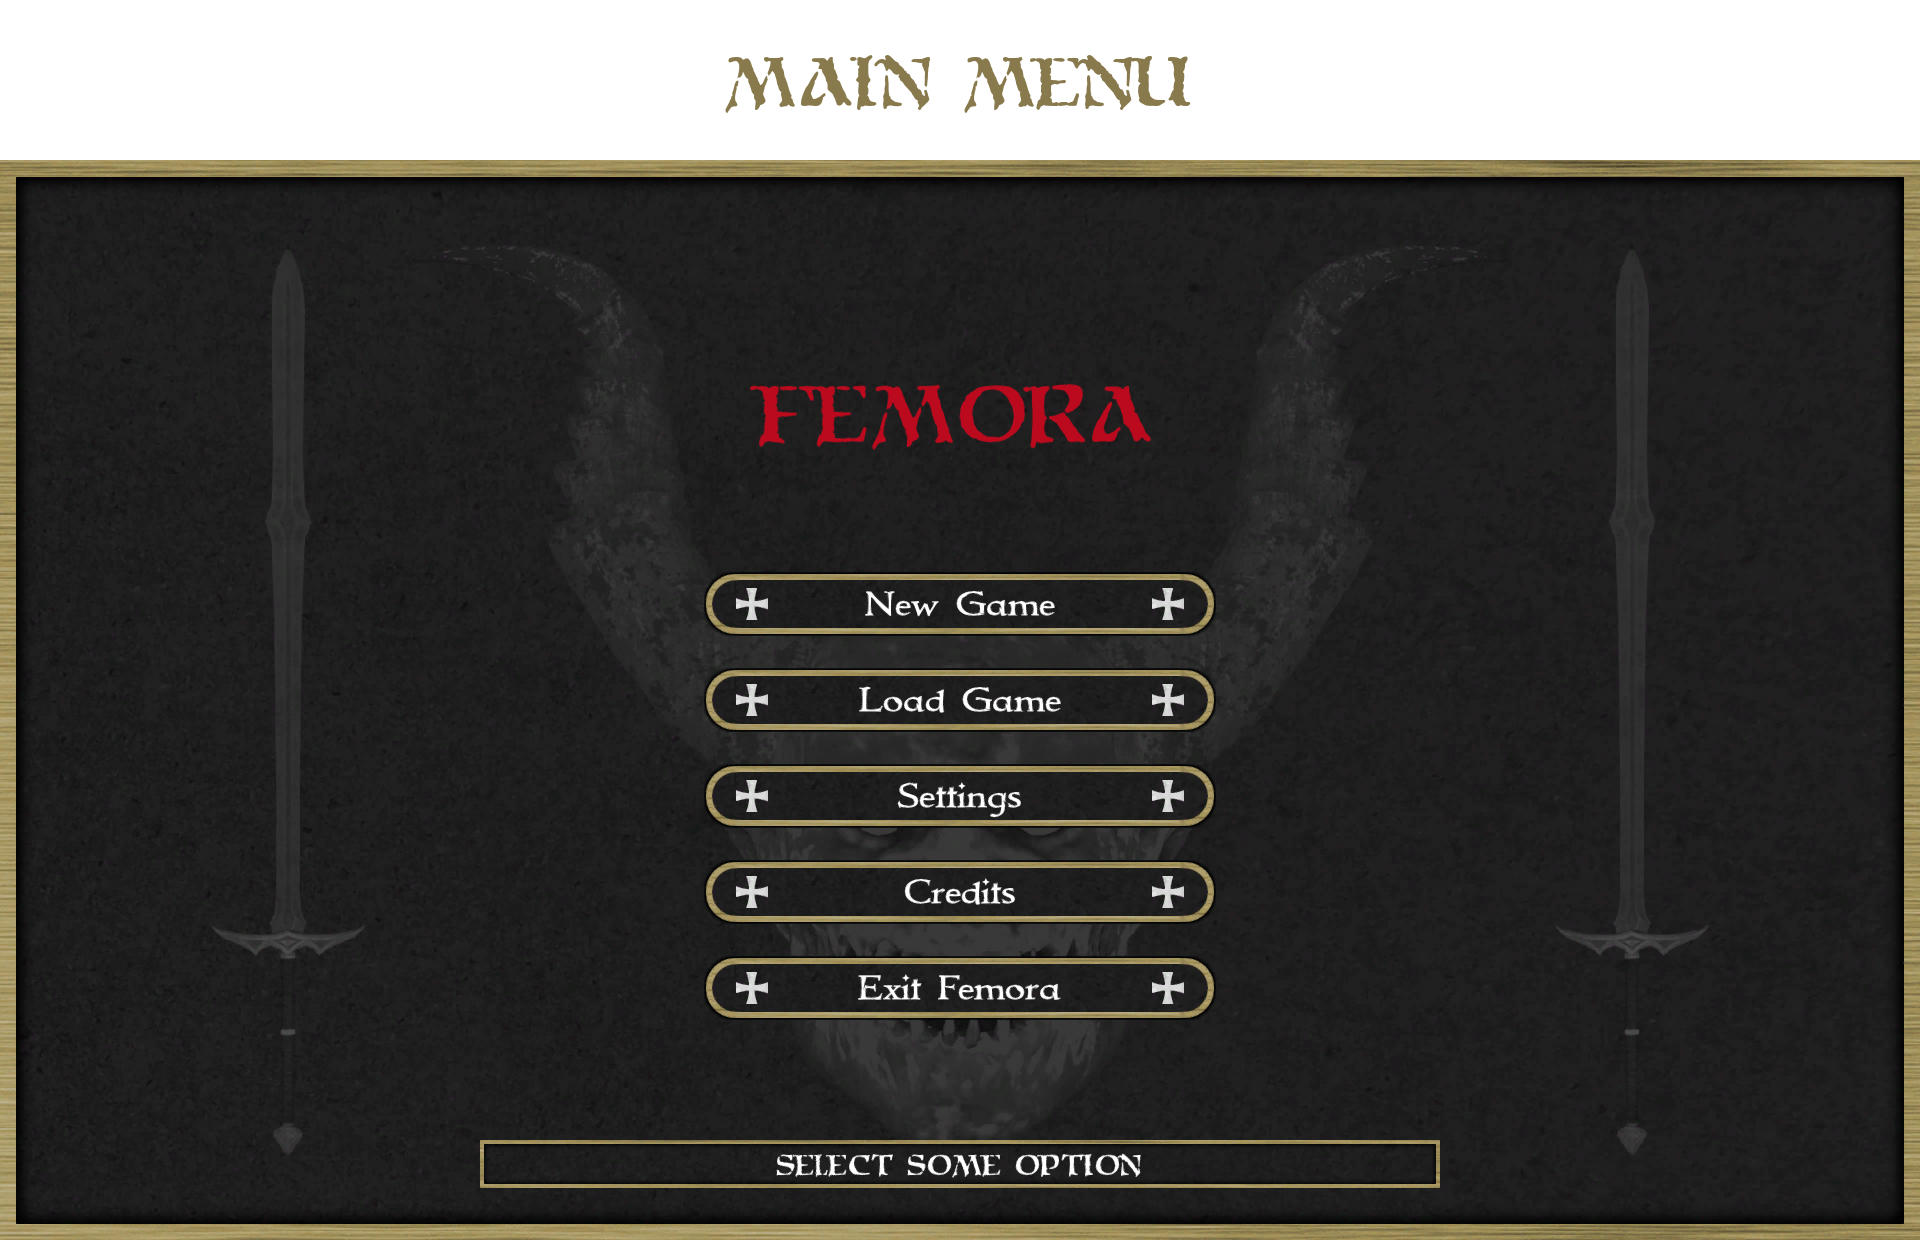 MAIN MENU
FEMORA
New Game
Load Game
Settings
Credits
Exit Femora
SELECT SOME OPTION